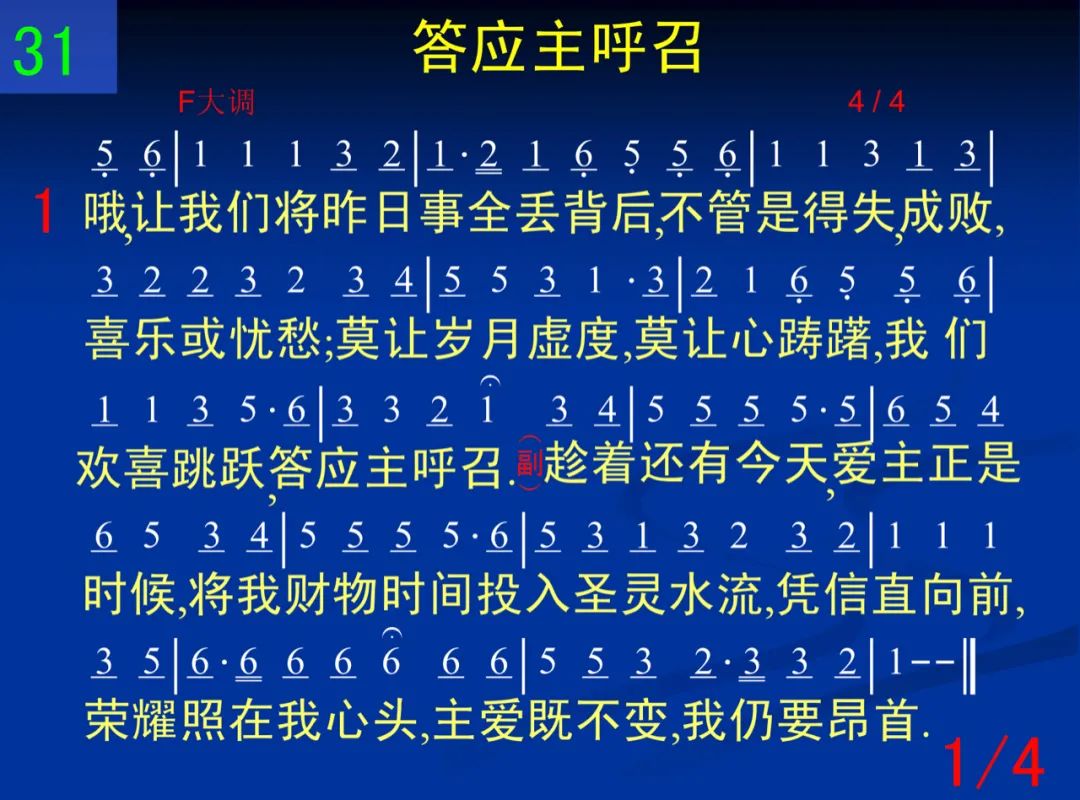 31
答应主呼召
F大调 4 / 4
5 6 | 1 1 1 3 2 | 1 · 2 1 6 5 5 6 | 1 1 3 1 3 |
1 哦,让我们将昨日事全丢背后,不管是得失,成败,
3 2 2 3 2 3 4 | 5 5 3 1 · 3 | 2 1 6 5 5 6 |
喜乐或忧愁;莫让岁月虚度,莫让心踌躇,我 们
1 1 3 5 · 6 | 3 3 2 1 3 4 | 5 5 5 5 · 5 | 6 5 4
欢喜跳跃,答应主呼召.(副)趁着还有今天,爱主正是
6 5 3 4 | 5 5 5 5 · 6 | 5 3 1 3 2 3 2 | 1 1 1
时候,将我财物时间投入圣灵水流,凭信直向前,
3 5 | 6 · 6 6 6 6 6 6 | 5 5 3 2 · 3 3 2 | 1 - - ‖
荣耀照在我心头,主爱既不变,我仍要昂首.
1/4